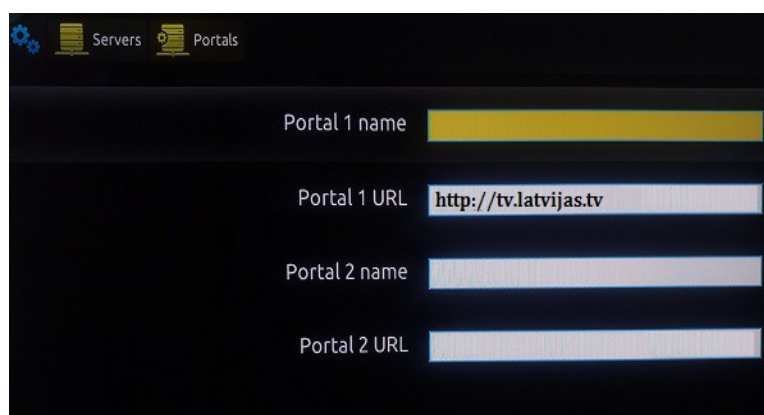 Servers Portals
Portal 1 name
Portal 1 URL http://tv.latvijas.tv
Portal 2 name
Portal 2 URL